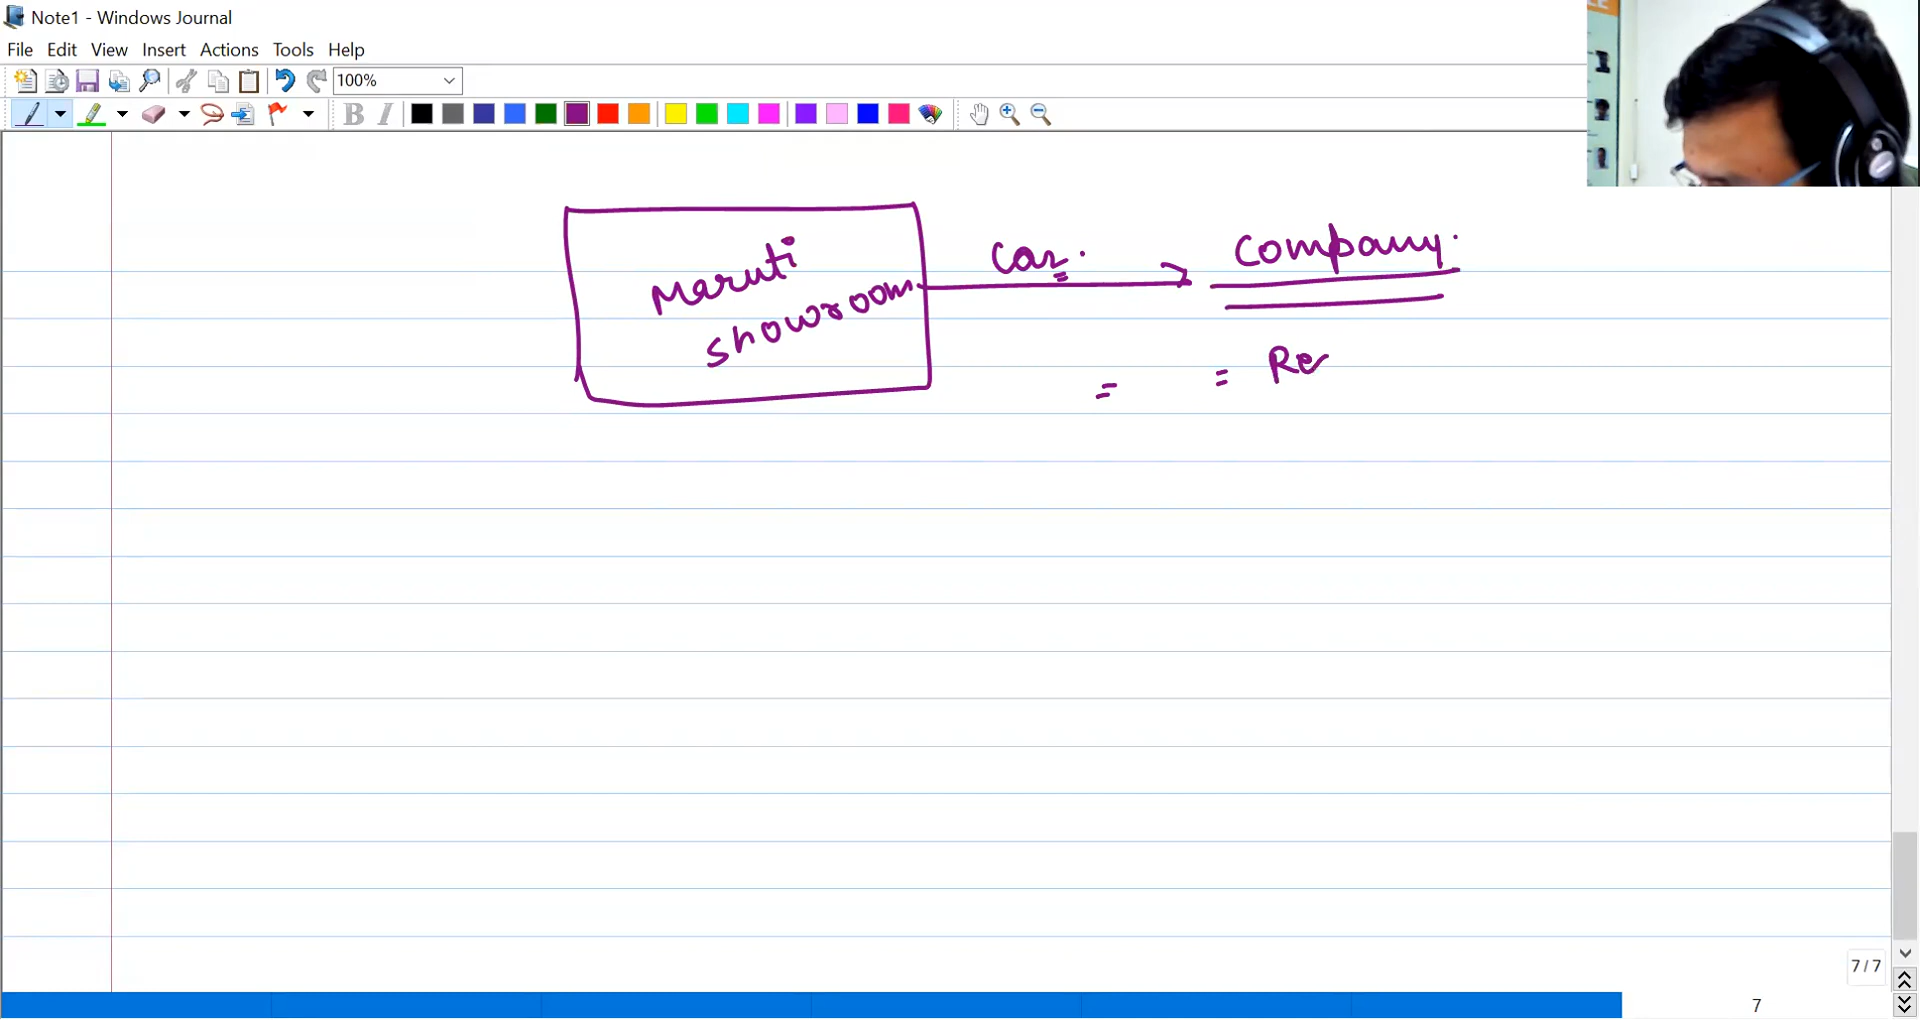 Note1 - Windows Journal
File Edit View Insert Actions Tools Help
100%
B I
Maruti
showroom
Car.
Company.
=
= Re
7/7
7